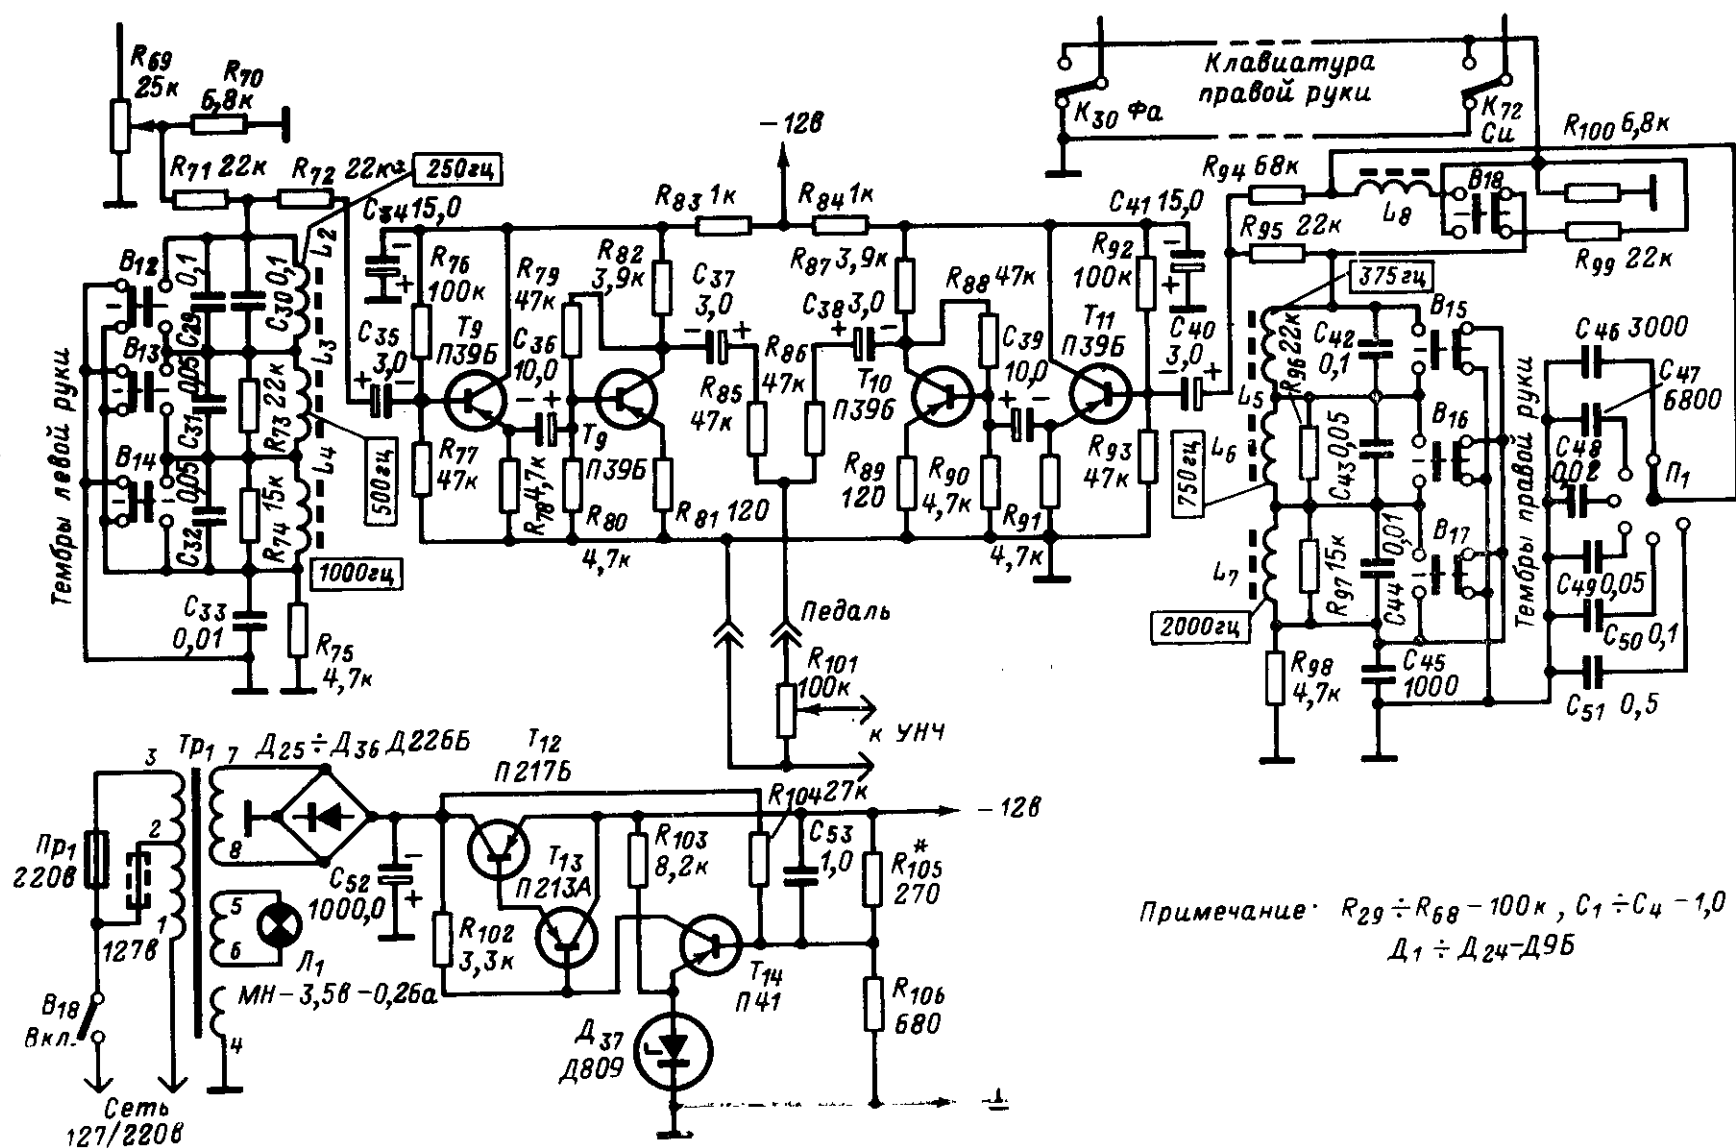 R69
25к
R70
6,8к
R71 22к
R72 22к
250гц
C34 15,0
L2
B12
0,1
C29
C30 0,1
L3
B13
0,05
C31
R73 22к
L4
500гц
B14
0,05
C32
R74 15к
1000гц
Тембры левой руки
C33
0,01
R75
4,7к
R76
100к
C35
3,0
T9
П39Б
R77
47к
R78 4,7к
R79
47к
C36
10,0
T9
П39Б
R80
4,7к
R82
3,9к
R81 120
R83 1к
−12в
R84 1к
C37
3,0
R85
47к
R86
47к
C38 3,0
R87 3,9к
T10
П39Б
R88 47к
R89
120
C39
10,0
R90
4,7к
R91
4,7к
T11
П39Б
C41 15,0
R92
100к
C40
3,0
R93
47к
Педаль
R101
100к
к УНЧ
Клавиатура
правой руки
K30 Фа
K72
Си
R94 68к
R95 22к
L8
B18
R100 6,8к
R99 22к
375гц
L5
R96 22к
C42
0,1
B15
L6
750гц
C43 0,05
B16
L7
R97 15к
C44 0,01
B17
2000гц
R98
4,7к
C45
1000
Тембры правой руки
C46 3000
C47
6800
C48
0,02
П1
C49 0,05
C50 0,1
C51 0,5
Тр1
3
2
1
7
8
5
6
4
Пр1
220в
127в
B18
Вкл.
Сеть
127/220в
Д25÷Д36 Д226Б
Л1
МН−3,5в−0,26а
C52
1000,0
T12
П217Б
T13
П213А
R102
3,3к
R103
8,2к
R104 27к
C53
1,0
T14
П41
Д37
Д809
R105*
270
R106
680
−12в
Примечание· R29÷R68−100к, C1÷C4−1,0
Д1÷Д24−Д9Б